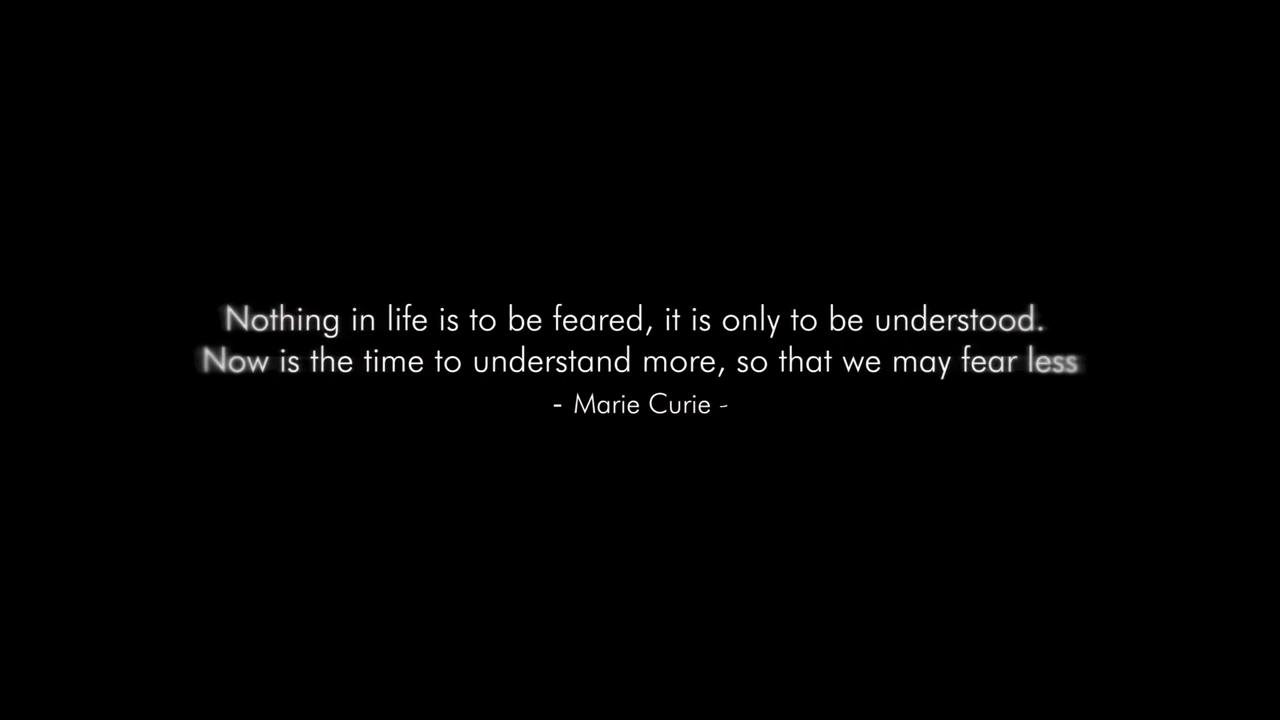 Nothing in life is to be feared, it is only to be understood.
Now is the time to understand more, so that we may fear less
- Marie Curie -